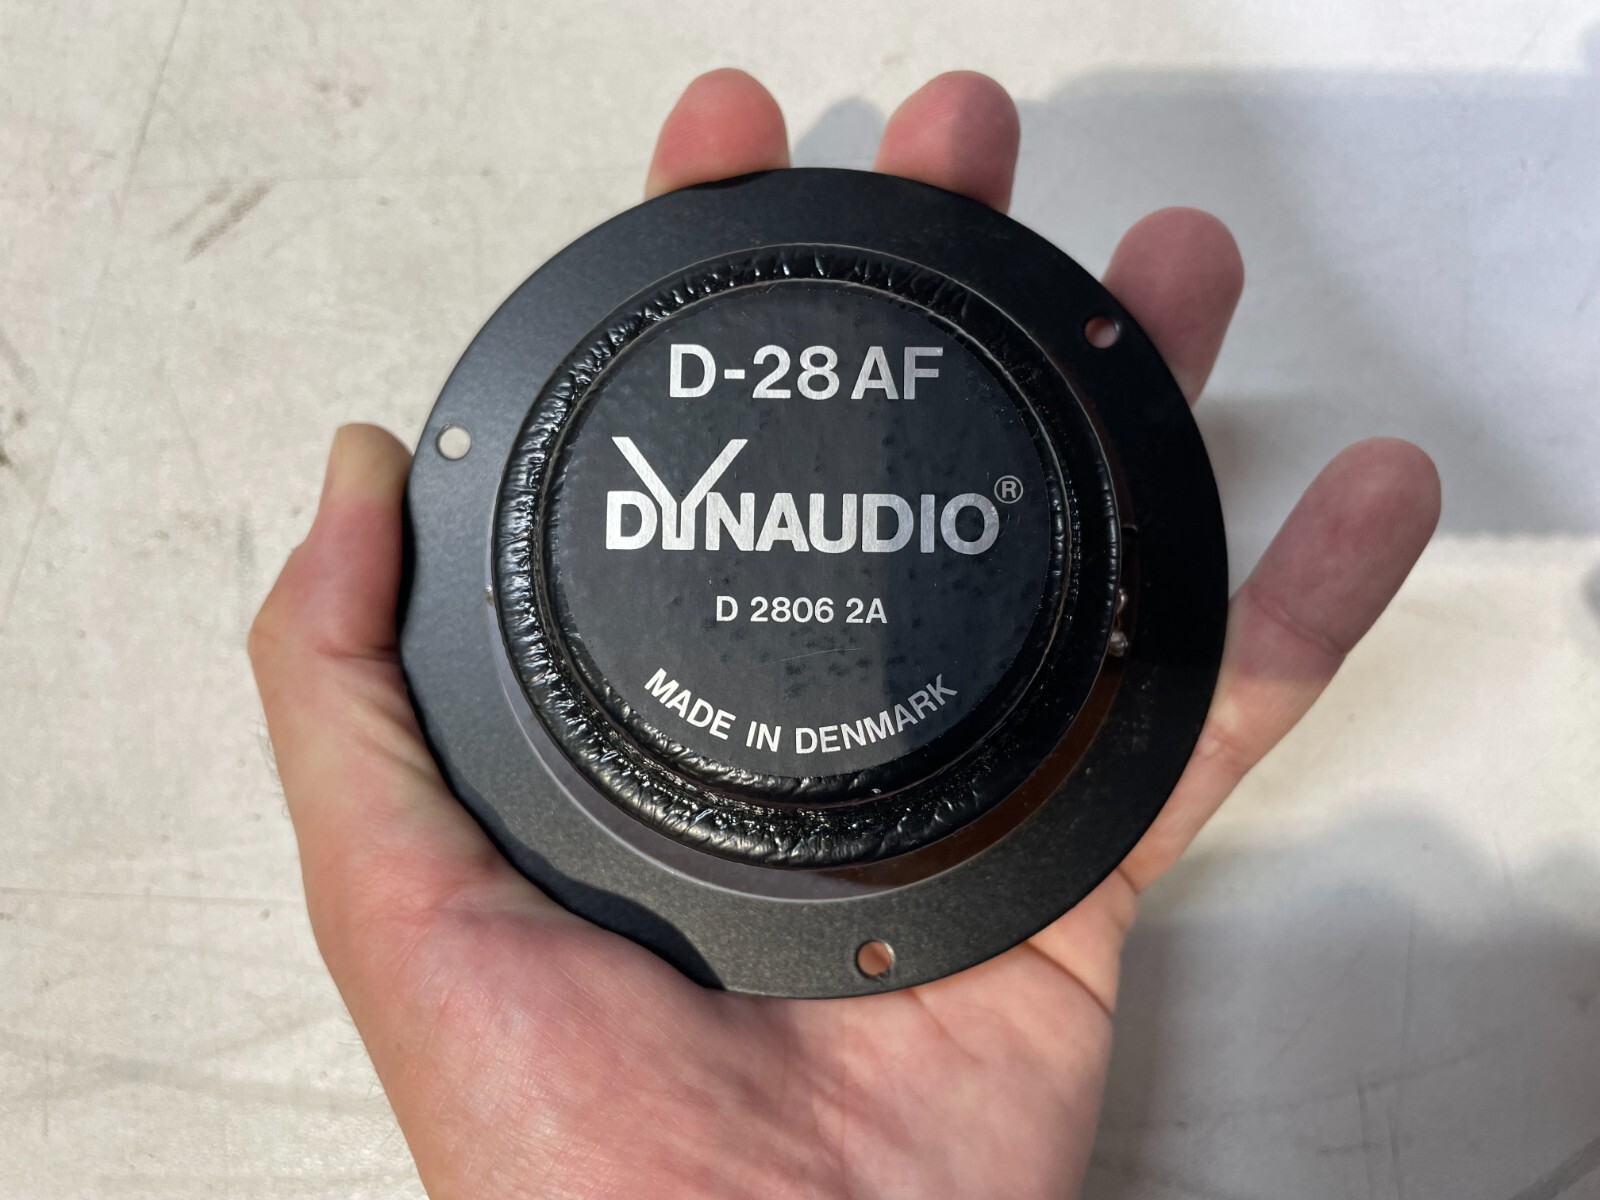 D-28 AF
DYNAUDIO®
D 2806 2A
MADE IN DENMARK